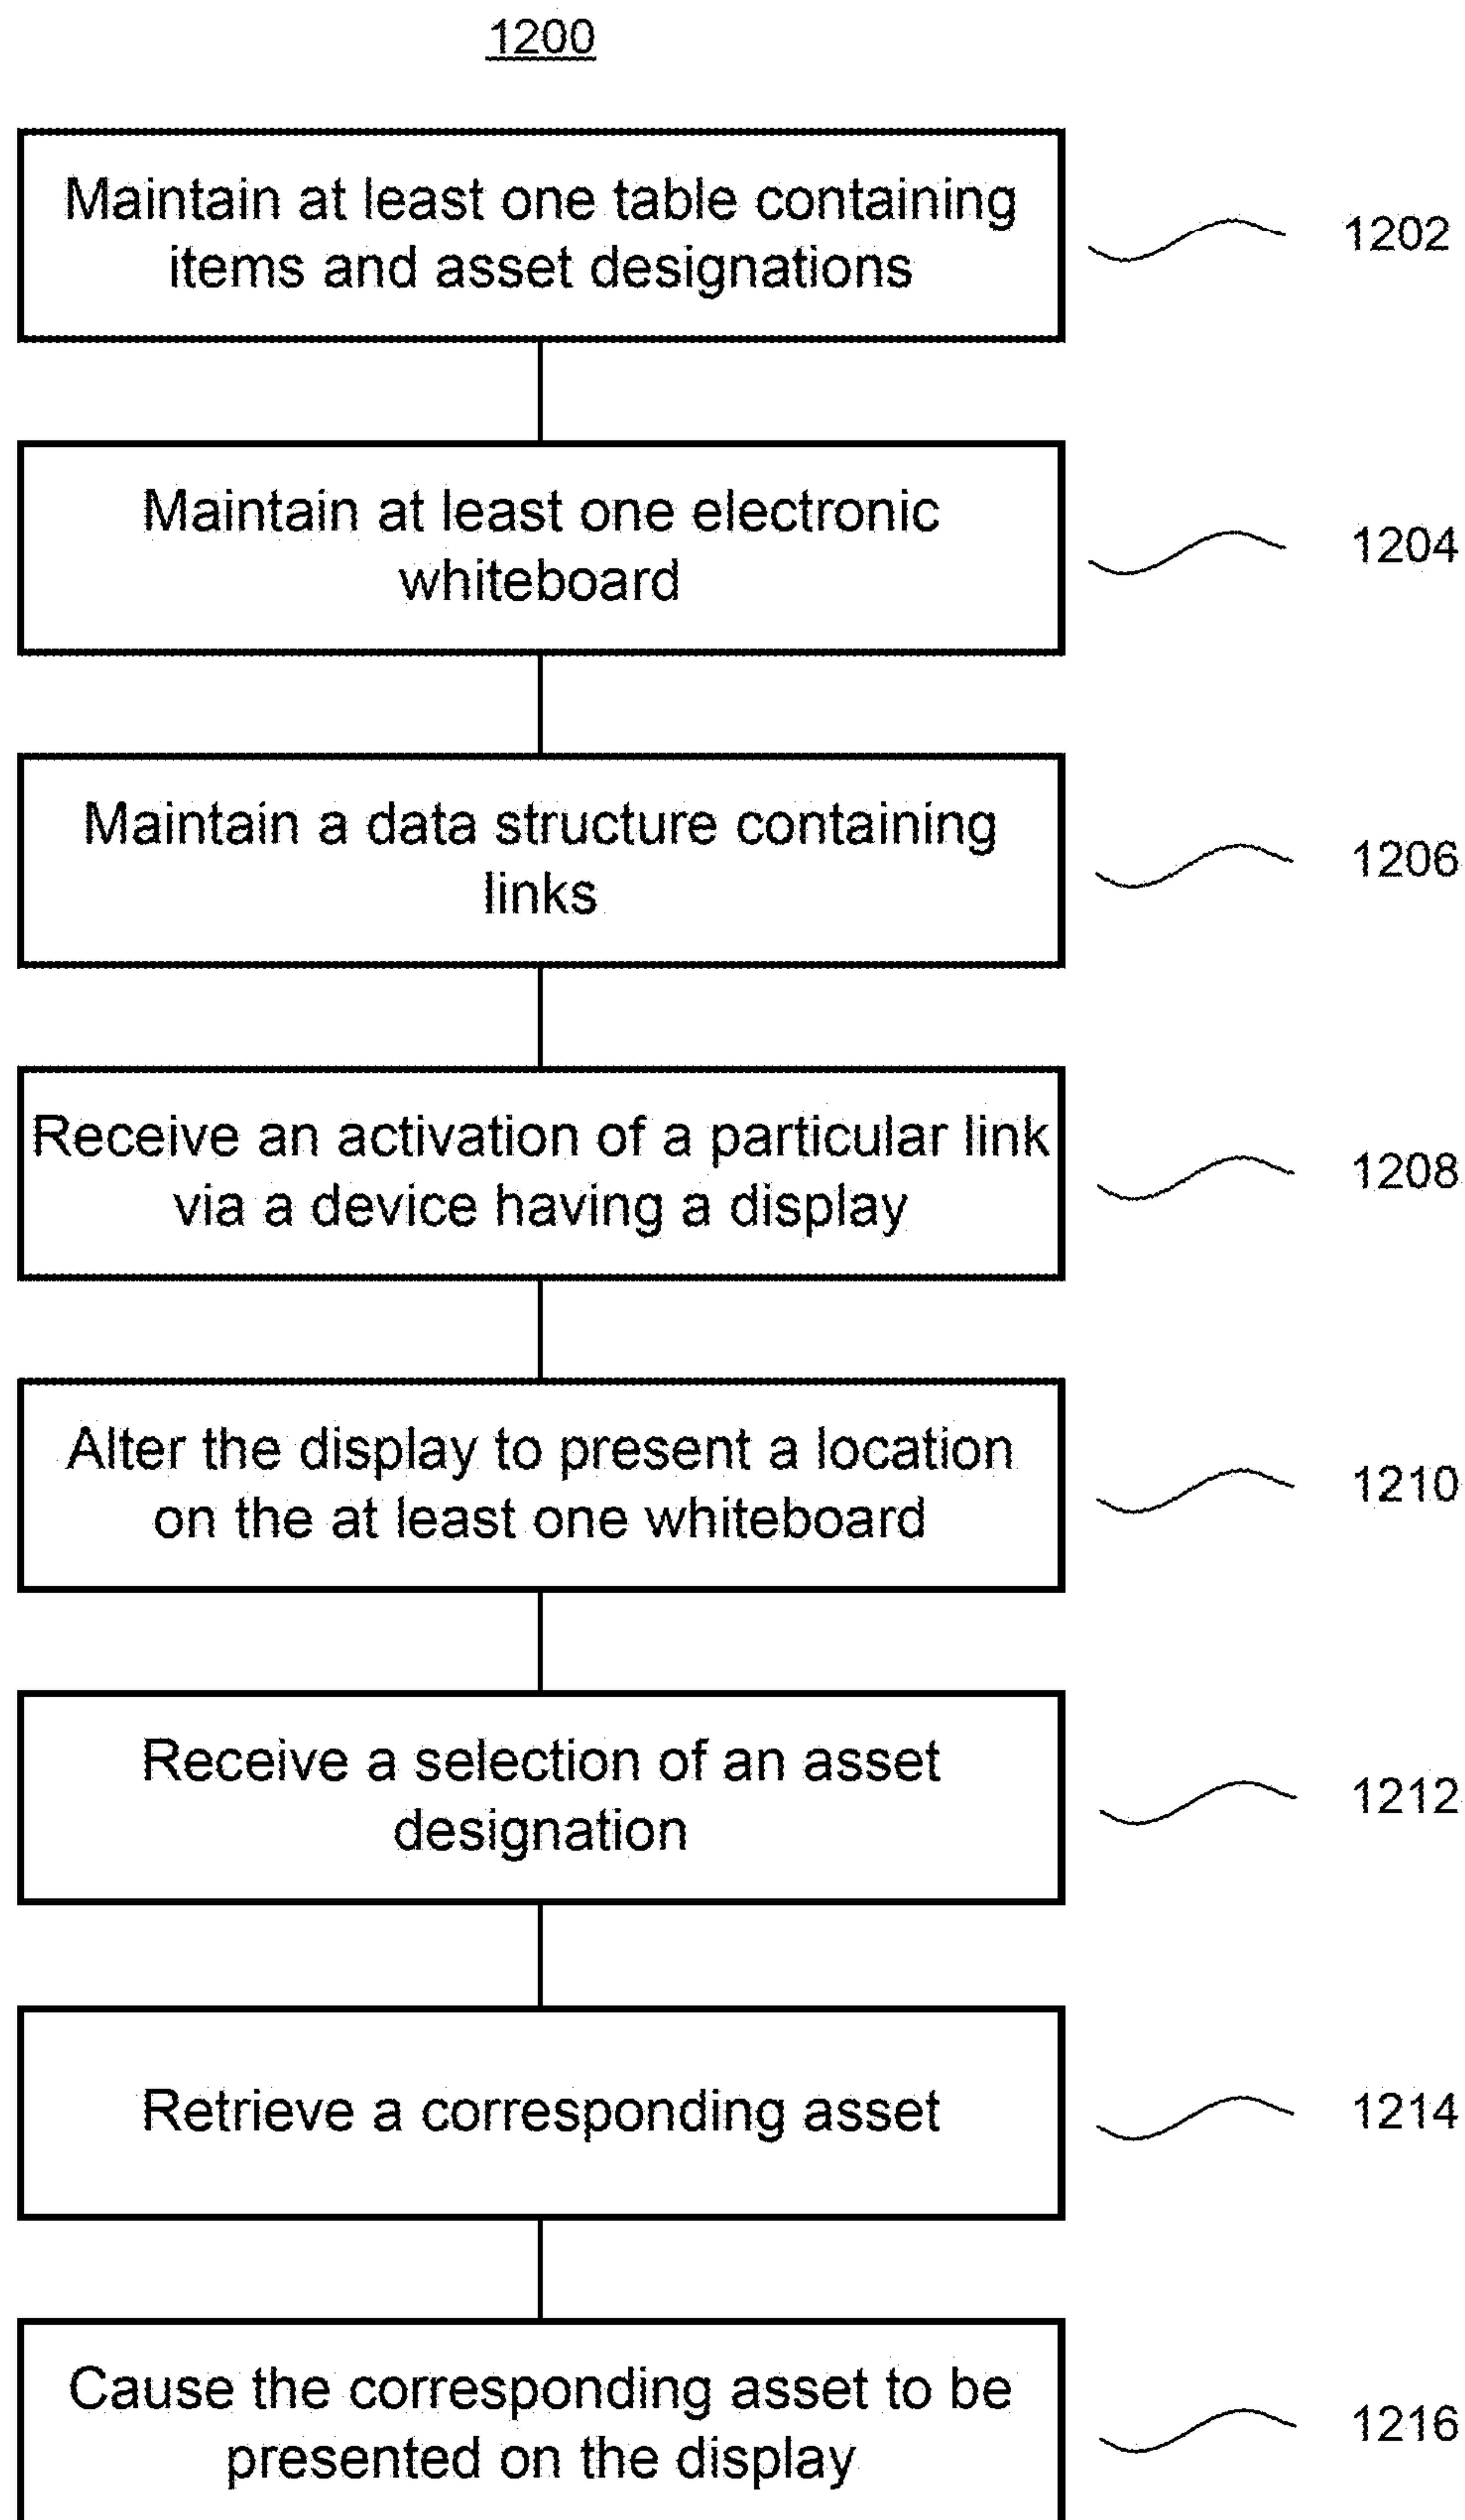 1200
Maintain at least one table containing
items and asset designations
1202
Maintain at least one electronic
whiteboard
1204
Maintain a data structure containing
links
1206
Receive an activation of a particular link
via a device having a display
1208
Alter the display to present a location
on the at least one whiteboard
1210
Receive a selection of an asset
designation
1212
Retrieve a corresponding asset
1214
Cause the corresponding asset to be
presented on the display
1216